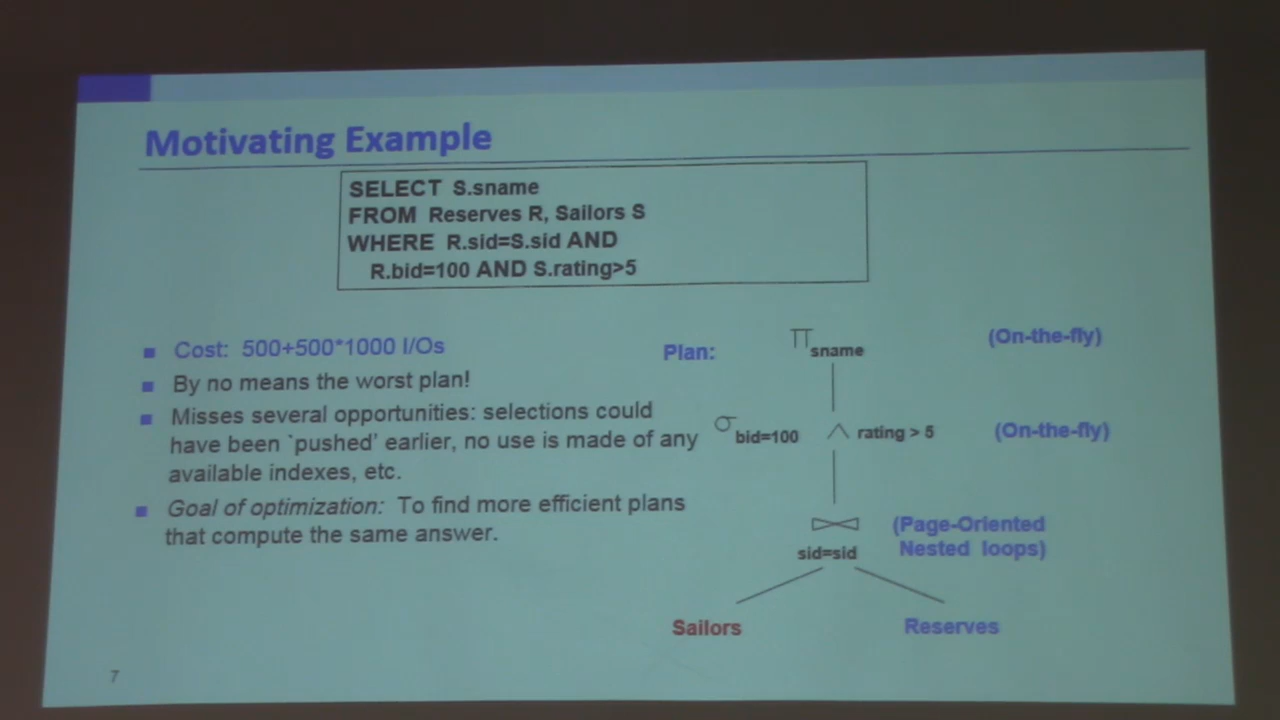 Motivating Example
SELECT S.sname
FROM Reserves R, Sailors S
WHERE R.sid=S.sid AND
R.bid=100 AND S.rating>5
Cost: 500+500*1000 I/Os
By no means the worst plan!
Misses several opportunities: selections could
have been `pushed' earlier, no use is made of any
available indexes, etc.
Goal of optimization: To find more efficient plans
that compute the same answer.
Plan:
∏ sname
(On-the-fly)
σ bid=100 ∧ rating > 5
(On-the-fly)
⋈
sid=sid
(Page-Oriented
Nested loops)
Sailors
Reserves
7